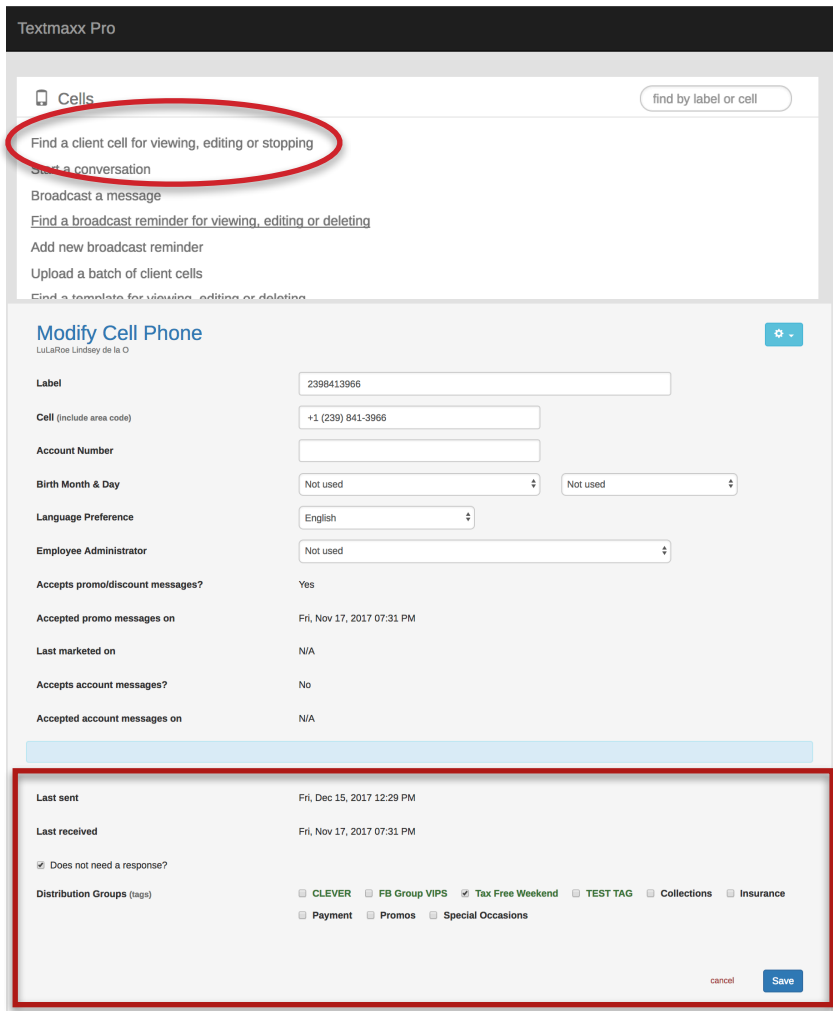 Textmaxx Pro
Cells
find by label or cell
Find a client cell for viewing, editing or stopping
Start a conversation
Broadcast a message
Find a broadcast reminder for viewing, editing or deleting
Add new broadcast reminder
Upload a batch of client cells
Find a template for viewing, editing or deleting
Modify Cell Phone
LuLaRoe Lindsey de la O
Label 2398413966
Cell (include area code) +1 (239) 841-3966
Account Number
Birth Month & Day Not used Not used
Language Preference English
Employee Administrator Not used
Accepts promo/discount messages? Yes
Accepted promo messages on Fri, Nov 17, 2017 07:31 PM
Last marketed on N/A
Accepts account messages? No
Accepted account messages on N/A
Last sent Fri, Dec 15, 2017 12:29 PM
Last received Fri, Nov 17, 2017 07:31 PM
Does not need a response?
Distribution Groups (tags) CLEVER FB Group VIPS Tax Free Weekend TEST TAG Collections Insurance
Payment Promos Special Occasions
cancel Save